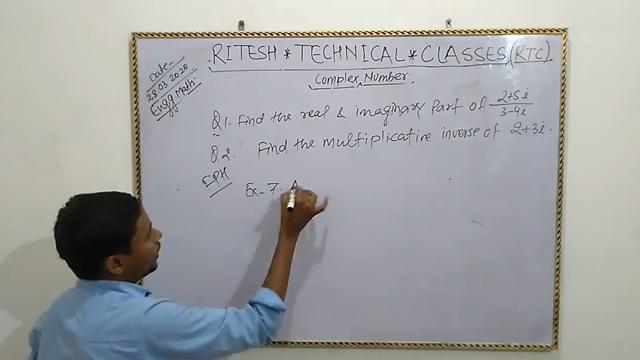 RITESH * TECHNICAL * CLASSES, (RTC).
Complex Number
Date-
28.03.2020
Engg Math
Q1. Find the real & imaginary part of (2+5i)/(3-4i)
Q2. Find the multiplicative inverse of 2+3i.
Ex-7.